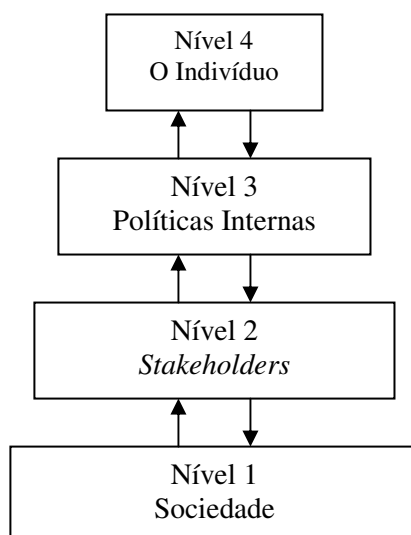 Nível 4
O Indivíduo
Nível 3
Políticas Internas
Nível 2
Stakeholders
Nível 1
Sociedade